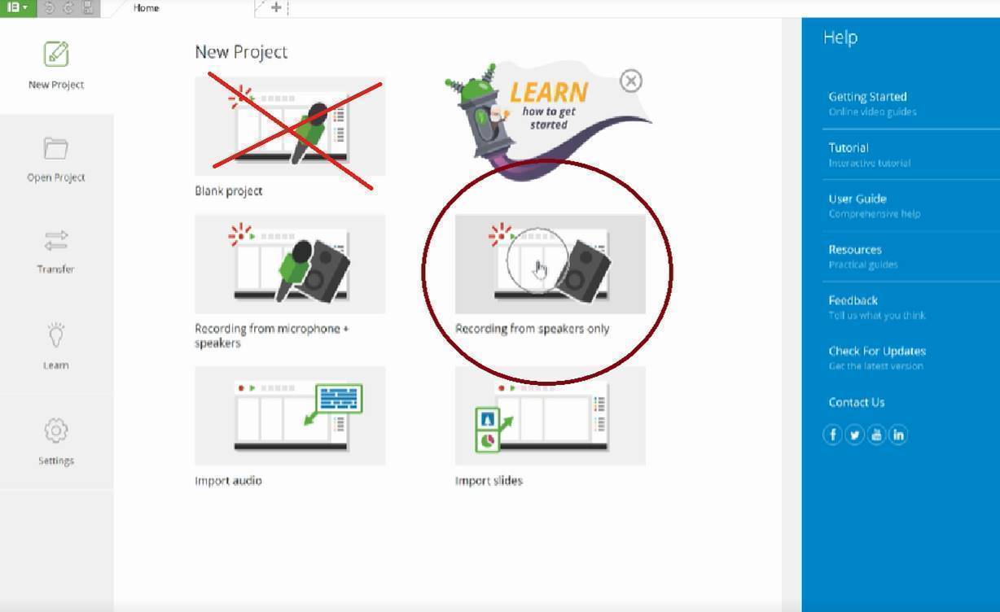 Home
New Project
Open Project
Transfer
Learn
Settings
New Project
Blank project
LEARN
how to get
started
Recording from microphone +
speakers
Recording from speakers only
Import audio
Import slides
Help
Getting Started
Online video guides
Tutorial
Interactive tutorial
User Guide
Comprehensive help
Resources
Practical guides
Feedback
Tell us what you think
Check For Updates
Get the latest version
Contact Us